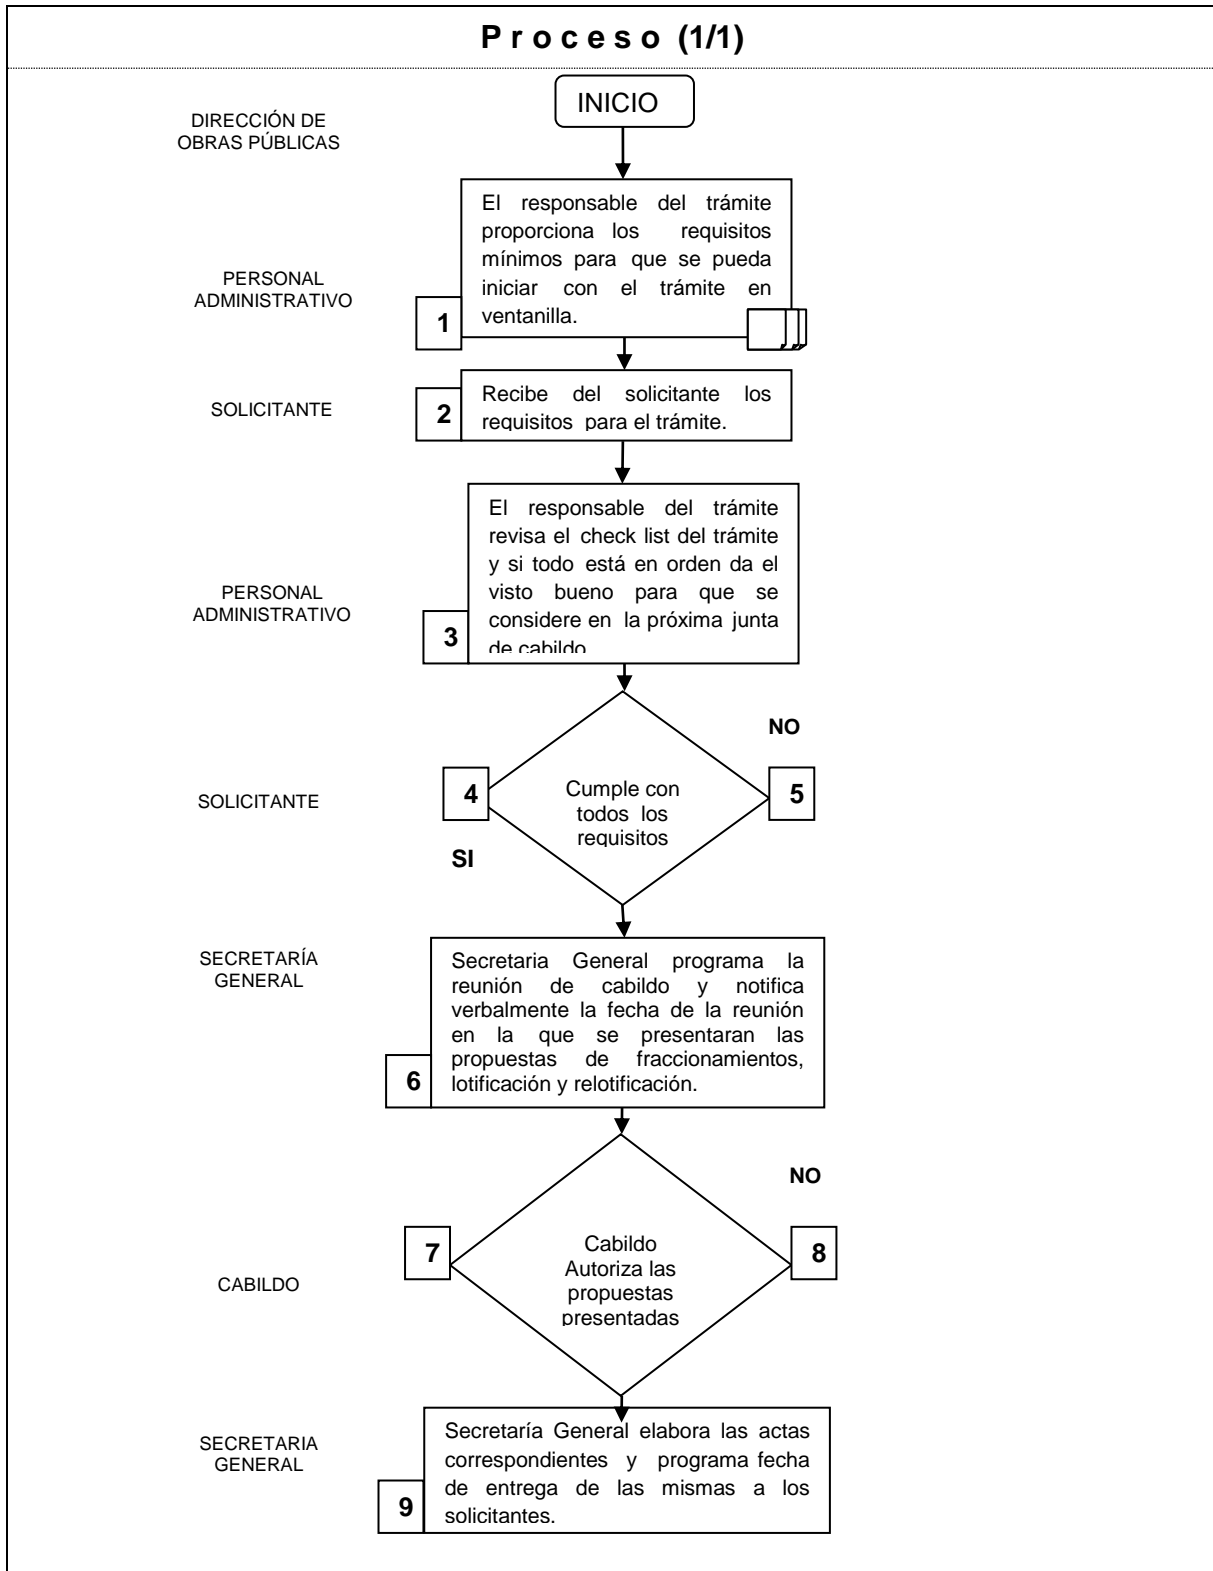 P r o c e s o (1/1)
INICIO
DIRECCIÓN DE
OBRAS PÚBLICAS
El responsable del trámite
proporciona los requisitos
mínimos para que se pueda
iniciar con el trámite en
ventanilla.
PERSONAL
ADMINISTRATIVO
1
SOLICITANTE
2
Recibe del solicitante los
requisitos para el trámite.
El responsable del trámite
revisa el check list del trámite
y si todo está en orden da el
visto bueno para que se
considere en la próxima junta
de cabildo
PERSONAL
ADMINISTRATIVO
3
NO
SOLICITANTE
4
Cumple con
todos los
requisitos
5
SI
SECRETARÍA
GENERAL
Secretaria General programa la
reunión de cabildo y notifica
verbalmente la fecha de la reunión
en la que se presentaran las
propuestas de fraccionamientos,
lotificación y relotificación.
6
NO
7
Cabildo
Autoriza las
propuestas
presentadas
8
CABILDO
SECRETARIA
GENERAL
Secretaría General elabora las actas
correspondientes y programa fecha
de entrega de las mismas a los
solicitantes.
9